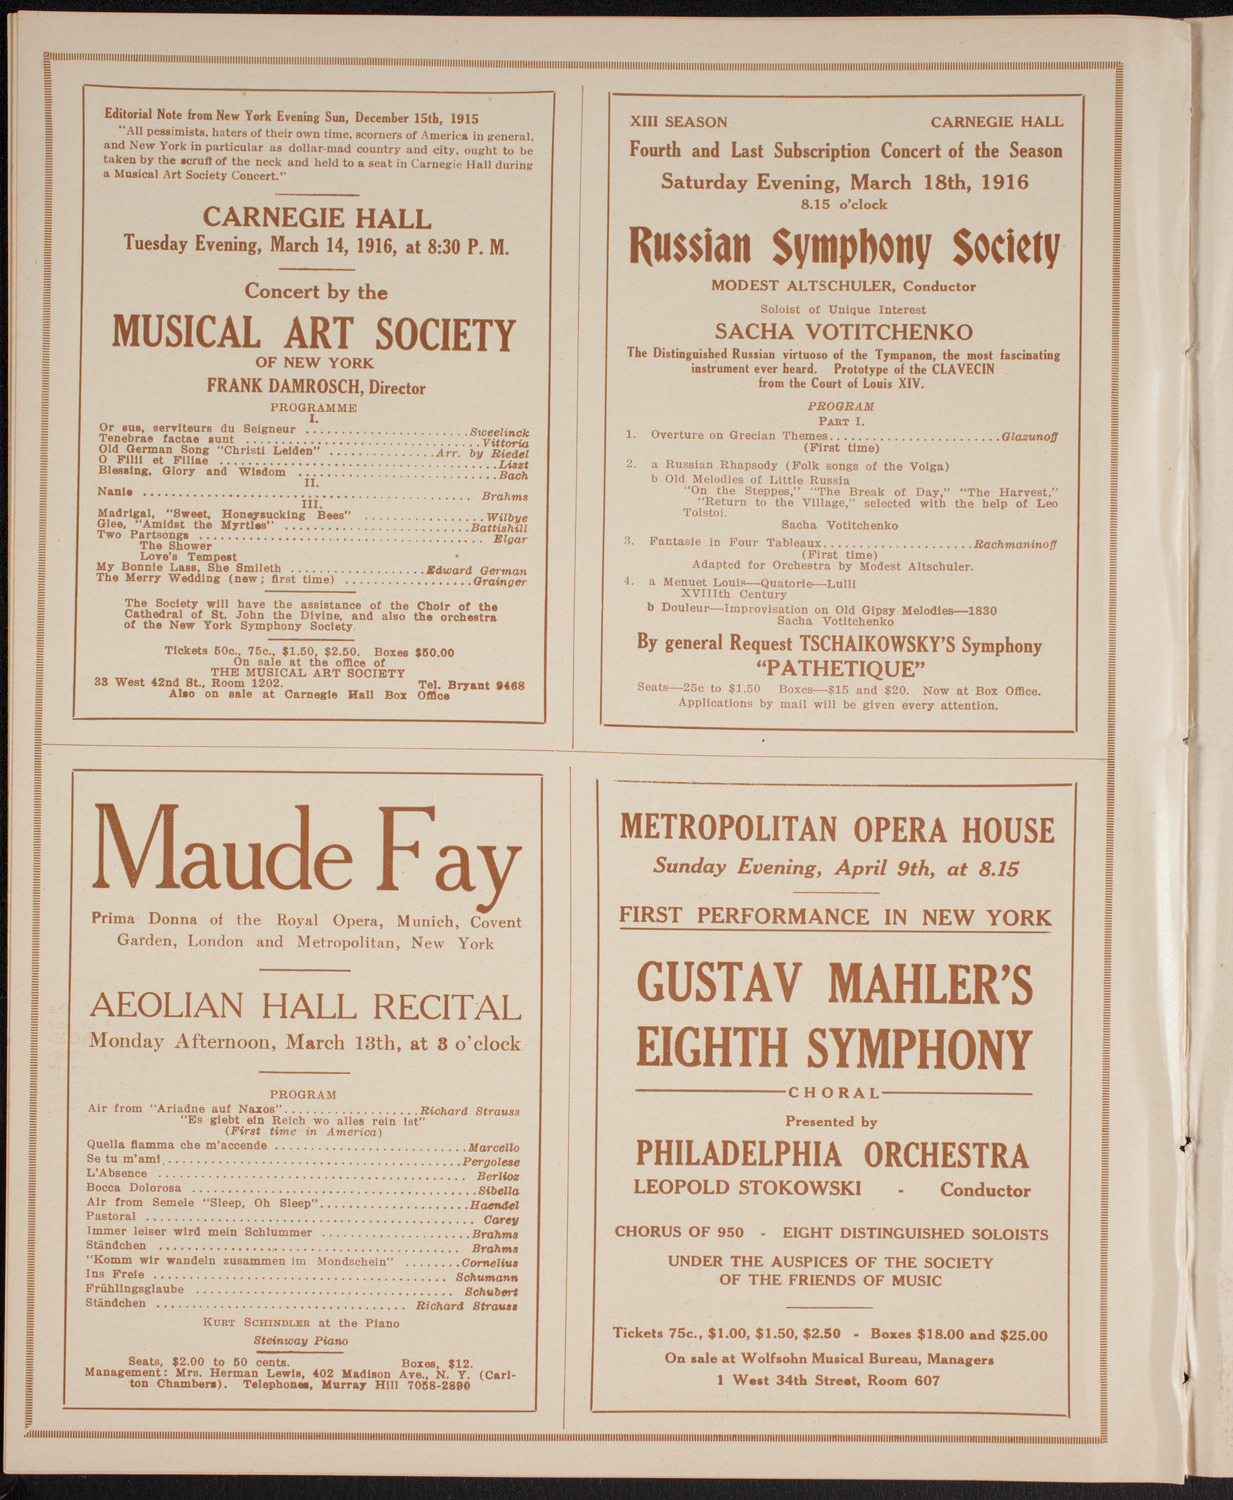 Editorial Note from New York Evening Sun, December 15th, 1915
"All pessimists, haters of their own time, scorners of America in general,
and New York in particular as dollar-mad country and city, ought to be
taken by the scruff of the neck and held to a seat in Carnegie Hall during
a Musical Art Society Concert."
CARNEGIE HALL
Tuesday Evening, March 14, 1916, at 8:30 P. M.
Concert by the
MUSICAL ART SOCIETY
OF NEW YORK
FRANK DAMROSCH, Director
PROGRAMME
I.
Or sus, serviteurs du Seigneur ........................Sweelinck
Tenebrae factae sunt ................................Vittoria
Old German Song "Christi Leiden" ..............Arr. by Riedel
O Filii et Filiae ......................................Liszt
Blessing, Glory and Wisdom ............................Bach
II.
Nanie ............................................. Brahms
III.
Madrigal, "Sweet, Honeysucking Bees" .................Wilbye
Glee, "Amidst the Myrtles" ..........................Battishill
Two Partsongs ....................................... Elgar
The Shower
Love's Tempest
My Bonnie Lass, She Smileth ...................Edward German
The Merry Wedding (new; first time) ..................Grainger
The Society will have the assistance of the Choir of the
Cathedral of St. John the Divine, and also the orchestra
of the New York Symphony Society.
Tickets 50c., 75c., $1.50, $2.50. Boxes $50.00
On sale at the office of
THE MUSICAL ART SOCIETY
33 West 42nd St., Room 1202. Tel. Bryant 9468
Also on sale at Carnegie Hall Box Office
XIII SEASON CARNEGIE HALL
Fourth and Last Subscription Concert of the Season
Saturday Evening, March 18th, 1916
8.15 o'clock
Russian Symphony Society
MODEST ALTSCHULER, Conductor
Soloist of Unique Interest
SACHA VOTITCHENKO
The Distinguished Russian virtuoso of the Tympanon, the most fascinating
instrument ever heard. Prototype of the CLAVECIN
from the Court of Louis XIV.
PROGRAM
PART I.
1. Overture on Grecian Themes.......................Glazunoff
(First time)
2. a Russian Rhapsody (Folk songs of the Volga)
b Old Melodies of Little Russia
"On the Steppes," "The Break of Day," "The Harvest,"
"Return to the Village," selected with the help of Leo
Tolstoi.
Sacha Votitchenko
3. Fantasie in Four Tableaux....................Rachmaninoff
(First time)
Adapted for Orchestra by Modest Altschuler.
4. a Menuet Louis—Quatorie—Lulli
XVIIIth Century
b Douleur—Improvisation on Old Gipsy Melodies—1830
Sacha Votitchenko
By general Request TSCHAIKOWSKY'S Symphony
"PATHETIQUE"
Seats—25c to $1.50 Boxes—$15 and $20. Now at Box Office.
Applications by mail will be given every attention.
Maude Fay
Prima Donna of the Royal Opera, Munich, Covent
Garden, London and Metropolitan, New York
AEOLIAN HALL RECITAL
Monday Afternoon, March 13th, at 3 o'clock
PROGRAM
Air from "Ariadne auf Naxos"..................Richard Strauss
"Es giebt ein Reich wo alles rein ist"
(First time in America)
Quella fiamma che m'accende ..........................Marcello
Se tu m'ami........................................Pergolese
L'Absence .......................................... Berlioz
Bocca Dolorosa .......................................Sibella
Air from Semele "Sleep, Oh Sleep"....................Haendel
Pastoral ............................................. Carey
Immer leiser wird mein Schlummer ....................Brahms
Ständchen ......................................... Brahms
"Komm wir wandeln zusammen im Mondschein" ........Cornelius
Ins Freie ........................................ Schumann
Frühlingsglaube .................................... Schubert
Ständchen .................................. Richard Strauss
KURT SCHINDLER at the Piano
Steinway Piano
Seats, $2.00 to 50 cents. Boxes, $12.
Management: Mrs. Herman Lewis, 402 Madison Ave., N. Y. (Carl-
ton Chambers). Telephones, Murray Hill 7058-2890
METROPOLITAN OPERA HOUSE
Sunday Evening, April 9th, at 8.15
FIRST PERFORMANCE IN NEW YORK
GUSTAV MAHLER'S
EIGHTH SYMPHONY
CHORAL
Presented by
PHILADELPHIA ORCHESTRA
LEOPOLD STOKOWSKI - Conductor
CHORUS OF 950 - EIGHT DISTINGUISHED SOLOISTS
UNDER THE AUSPICES OF THE SOCIETY
OF THE FRIENDS OF MUSIC
Tickets 75c., $1.00, $1.50, $2.50 - Boxes $18.00 and $25.00
On sale at Wolfsohn Musical Bureau, Managers
1 West 34th Street, Room 607